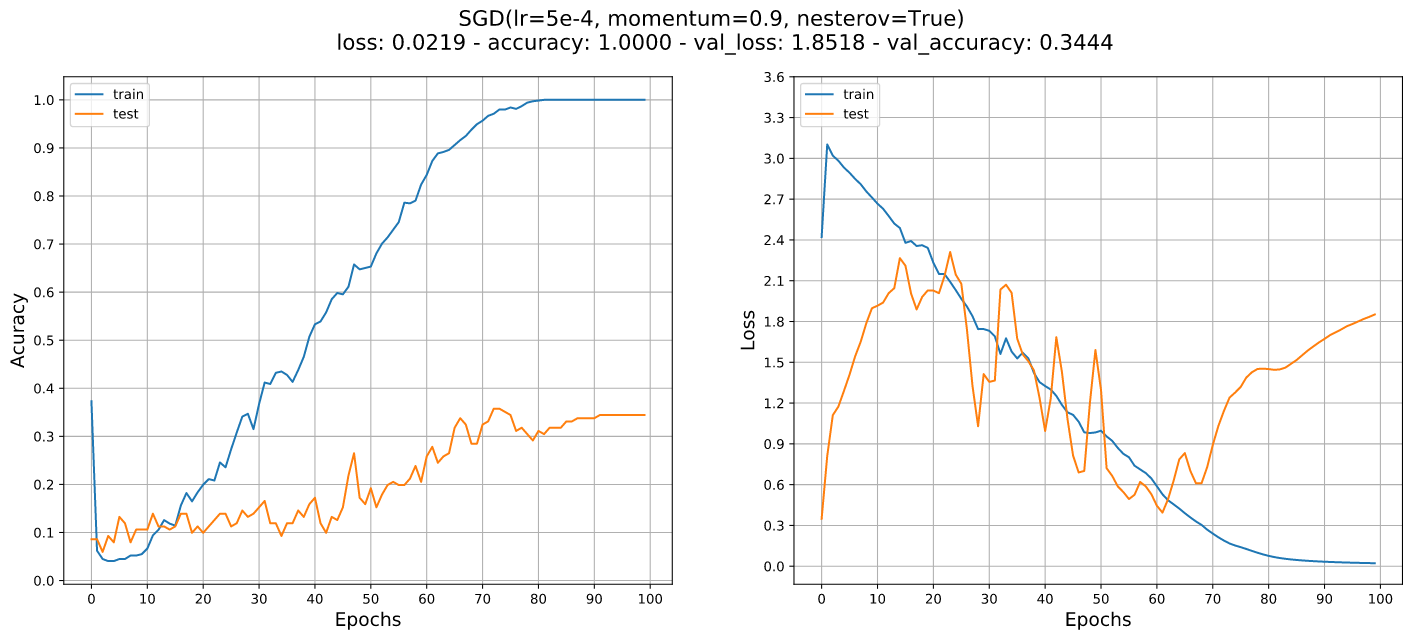 SGD(lr=5e-4, momentum=0.9, nesterov=True)
loss: 0.0219 - accuracy: 1.0000 - val_loss: 1.8518 - val_accuracy: 0.3444
train
test
1.0
0.9
0.8
0.7
0.6
0.5
0.4
0.3
0.2
0.1
0.0
Acuracy
0 10 20 30 40 50 60 70 80 90 100
Epochs
train
test
3.6
3.3
3.0
2.7
2.4
2.1
1.8
1.5
1.2
0.9
0.6
0.3
0.0
Loss
0 10 20 30 40 50 60 70 80 90 100
Epochs